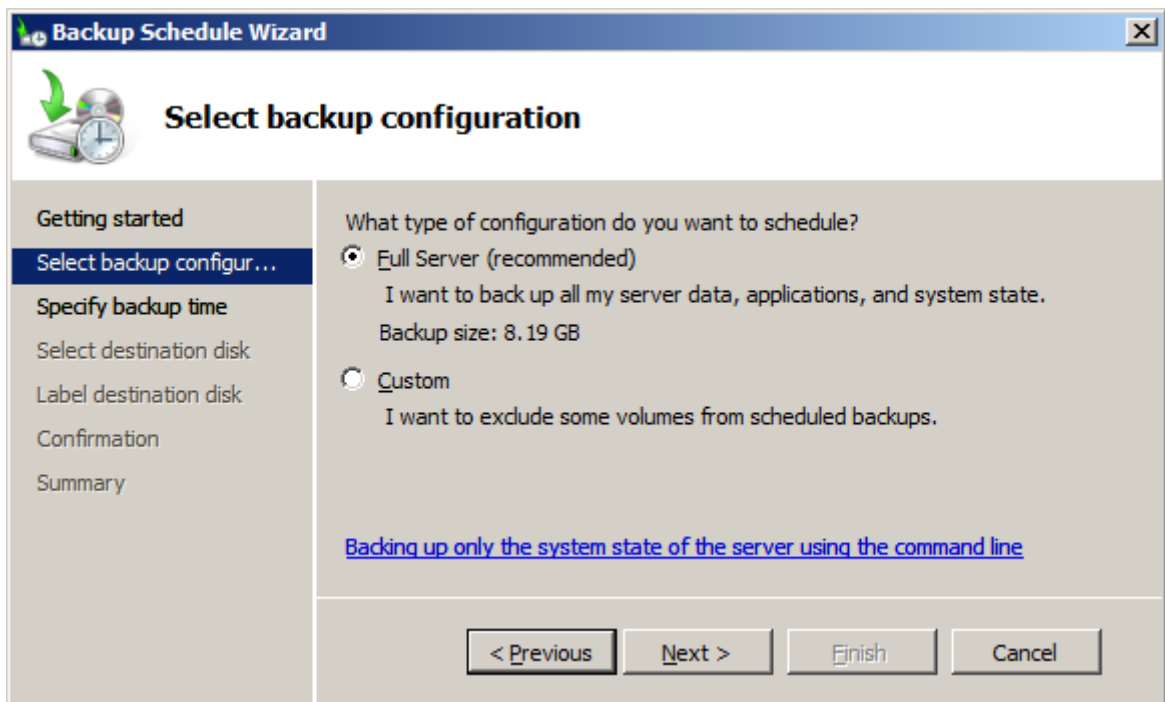 Backup Schedule Wizard
Select backup configuration
Getting started
Select backup configur...
Specify backup time
Select destination disk
Label destination disk
Confirmation
Summary
What type of configuration do you want to schedule?
Full Server (recommended)
I want to back up all my server data, applications, and system state.
Backup size: 8.19 GB
Custom
I want to exclude some volumes from scheduled backups.
Backing up only the system state of the server using the command line
< Previous
Next >
Finish
Cancel